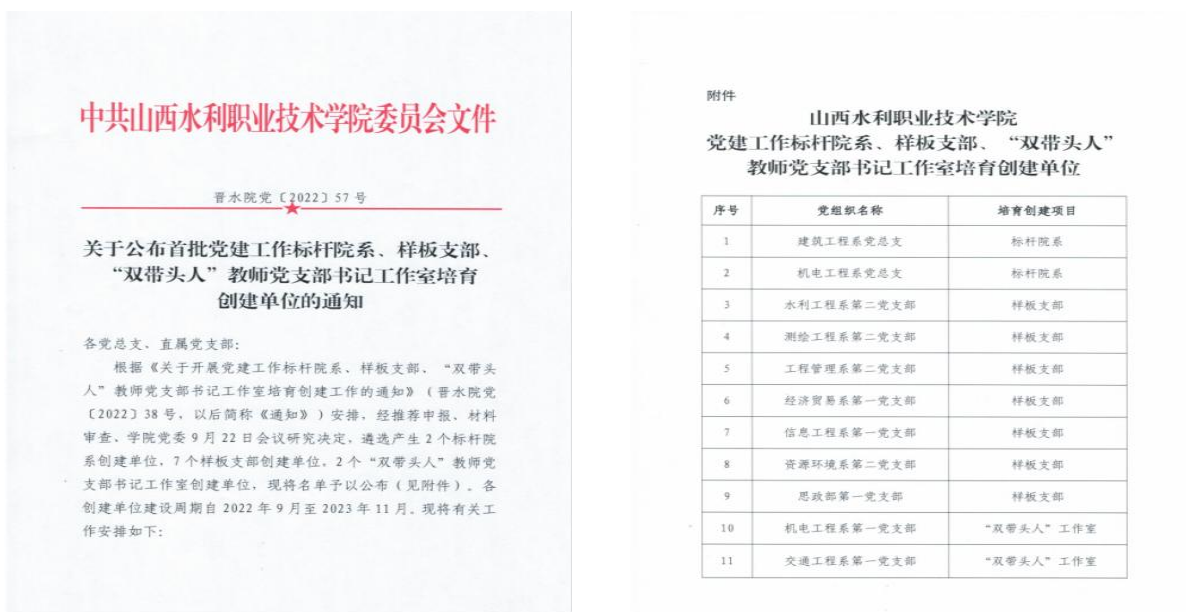 中共山西水利职业技术学院委员会文件
晋水院党〔2022〕57号
关于公布首批党建工作标杆院系、样板支部、
“双带头人”教师党支部书记工作室培育
创建单位的通知
各党总支、直属党支部：
根据《关于开展党建工作标杆院系、样板支部、“双带头
人”教师党支部书记工作室培育创建工作的通知》（晋水院党
〔2022〕38号，以后简称《通知》）安排，经推荐申报、材料
审查、学院党委9月22日会议研究决定，遴选产生2个标杆院
系创建单位，7个样板支部创建单位，2个“双带头人”教师党
支部书记工作室创建单位，现将名单予以公布（见附件）。各
创建单位建设周期自2022年9月至2023年11月。现将有关工
作安排如下：
附件
山西水利职业技术学院
党建工作标杆院系、样板支部、“双带头人”
教师党支部书记工作室培育创建单位
序号 党组织名称 培育创建项目
1 建筑工程系党总支 标杆院系
2 机电工程系党总支 标杆院系
3 水利工程系第二党支部 样板支部
4 测绘工程系第二党支部 样板支部
5 工程管理系第二党支部 样板支部
6 经济贸易系第一党支部 样板支部
7 信息工程系第一党支部 样板支部
8 资源环境系第二党支部 样板支部
9 思政部第一党支部 样板支部
10 机电工程系第一党支部 “双带头人”工作室
11 交通工程系第一党支部 “双带头人”工作室